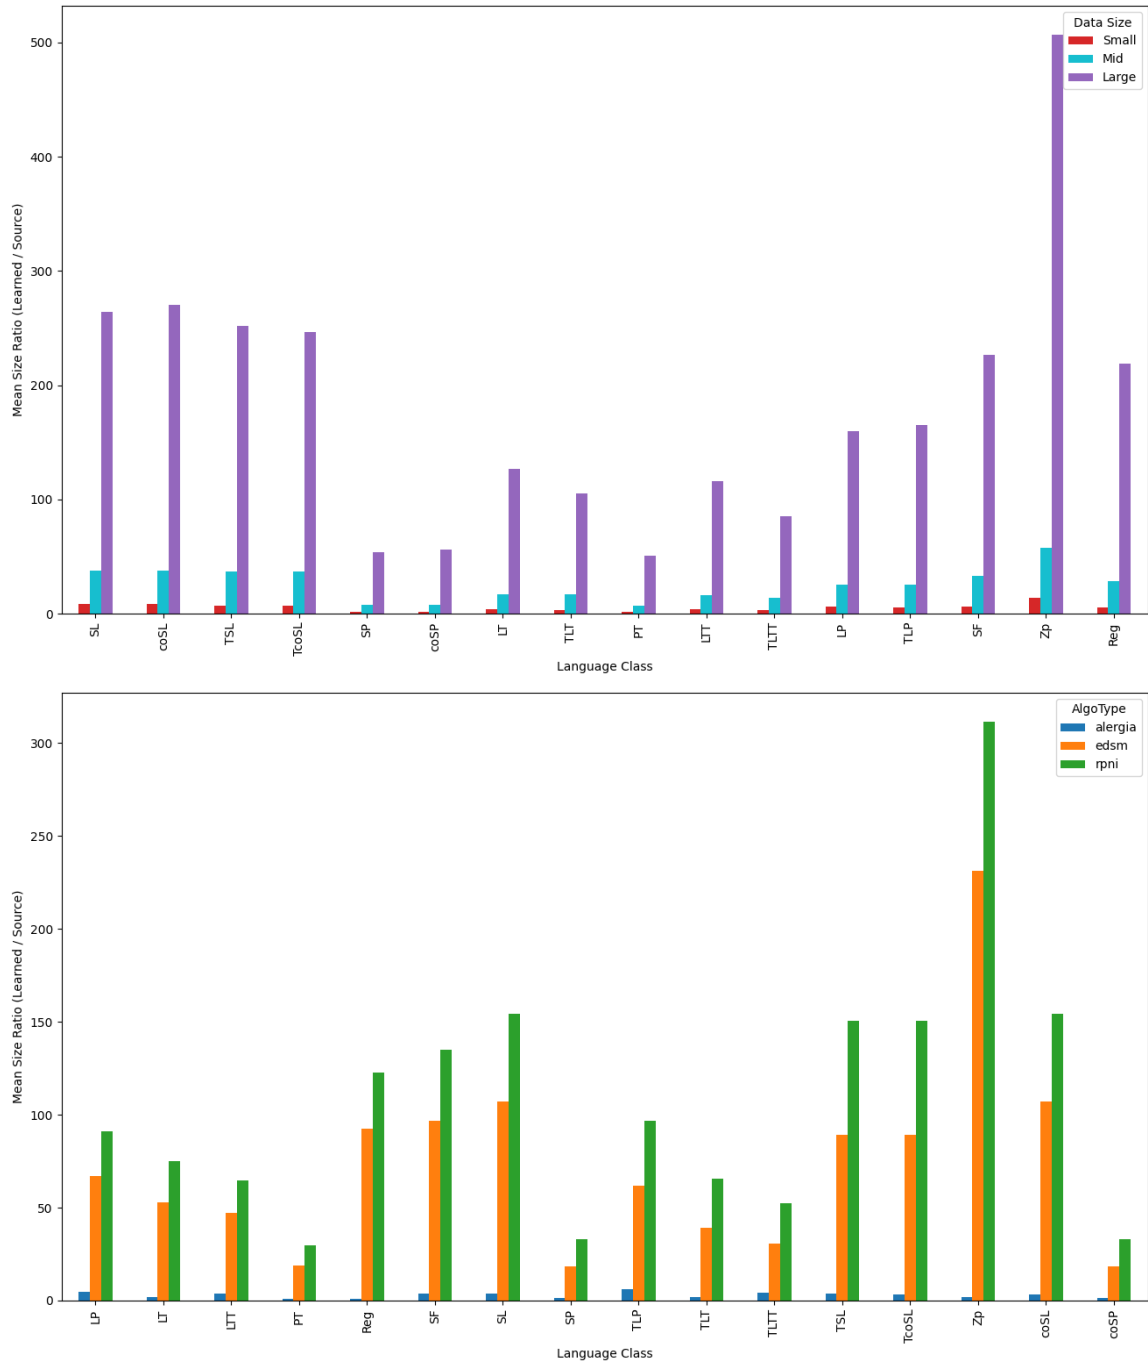 Data Size
Small
Mid
Large
500
400
300
200
100
0
Mean Size Ratio (Learned / Source)
SL
coSL
TSL
TcoSL
SP
coSP
LT
TLT
PT
LTT
TLTT
LP
TLP
SF
Zp
Reg
Language Class
AlgoType
alergia
edsm
rpni
300
250
200
150
100
50
0
Mean Size Ratio (Learned / Source)
LP
LT
LTT
PT
Reg
SF
SL
SP
TLP
TLT
TLTT
TSL
TcoSL
Zp
coSL
coSP
Language Class